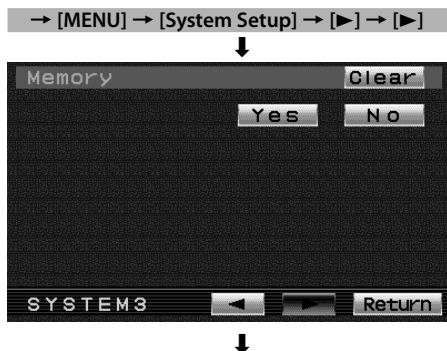 → [MENU] → [System Setup] → [►] → [►]
⬇
Memory Clear
Yes No
SYSTEM3 ◄ ► Return
⬇